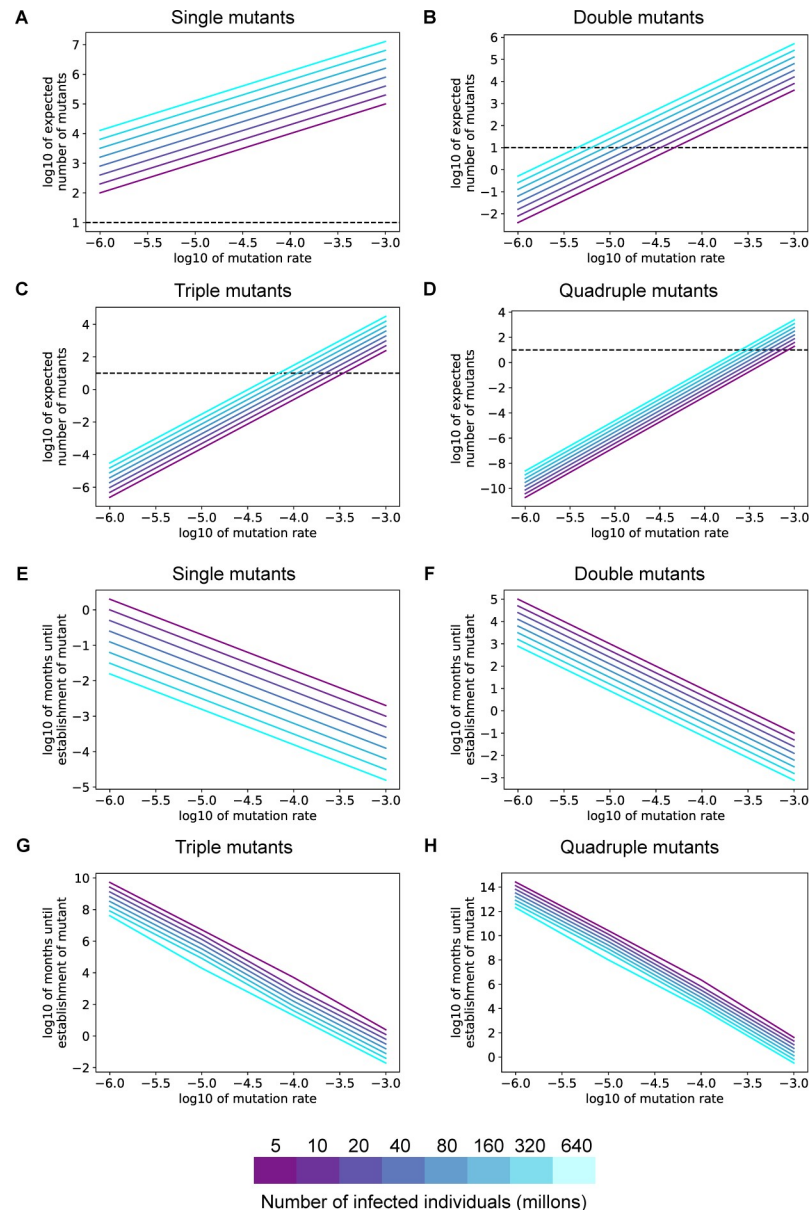 A
Single mutants
7
6
5
4
3
2
1
log10 of expected
number of mutants
−6.0 −5.5 −5.0 −4.5 −4.0 −3.5 −3.0
log10 of mutation rate
B
Double mutants
6
5
4
3
2
1
0
−1
−2
log10 of expected
number of mutants
−6.0 −5.5 −5.0 −4.5 −4.0 −3.5 −3.0
log10 of mutation rate
C
Triple mutants
4
2
0
−2
−4
−6
log10 of expected
number of mutants
−6.0 −5.5 −5.0 −4.5 −4.0 −3.5 −3.0
log10 of mutation rate
D
Quadruple mutants
4
2
0
−2
−4
−6
−8
−10
log10 of expected
number of mutants
−6.0 −5.5 −5.0 −4.5 −4.0 −3.5 −3.0
log10 of mutation rate
E
Single mutants
0
−1
−2
−3
−4
−5
log10 of months until
establishment of mutant
−6.0 −5.5 −5.0 −4.5 −4.0 −3.5 −3.0
log10 of mutation rate
F
Double mutants
5
4
3
2
1
0
−1
−2
−3
log10 of months until
establishment of mutant
−6.0 −5.5 −5.0 −4.5 −4.0 −3.5 −3.0
log10 of mutation rate
G
Triple mutants
10
8
6
4
2
0
−2
log10 of months until
establishment of mutant
−6.0 −5.5 −5.0 −4.5 −4.0 −3.5 −3.0
log10 of mutation rate
H
Quadruple mutants
14
12
10
8
6
4
2
0
log10 of months until
establishment of mutant
−6.0 −5.5 −5.0 −4.5 −4.0 −3.5 −3.0
log10 of mutation rate
5 10 20 40 80 160 320 640
Number of infected individuals (millons)